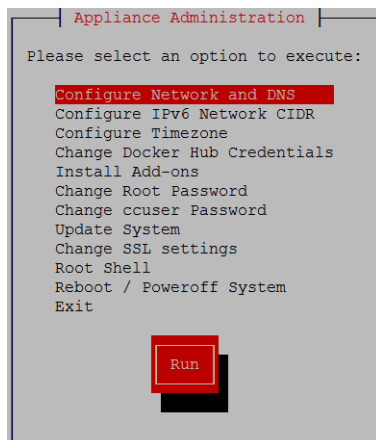 Appliance Administration
Please select an option to execute:
Configure Network and DNS
Configure IPv6 Network CIDR
Configure Timezone
Change Docker Hub Credentials
Install Add-ons
Change Root Password
Change ccuser Password
Update System
Change SSL settings
Root Shell
Reboot / Poweroff System
Exit
Run